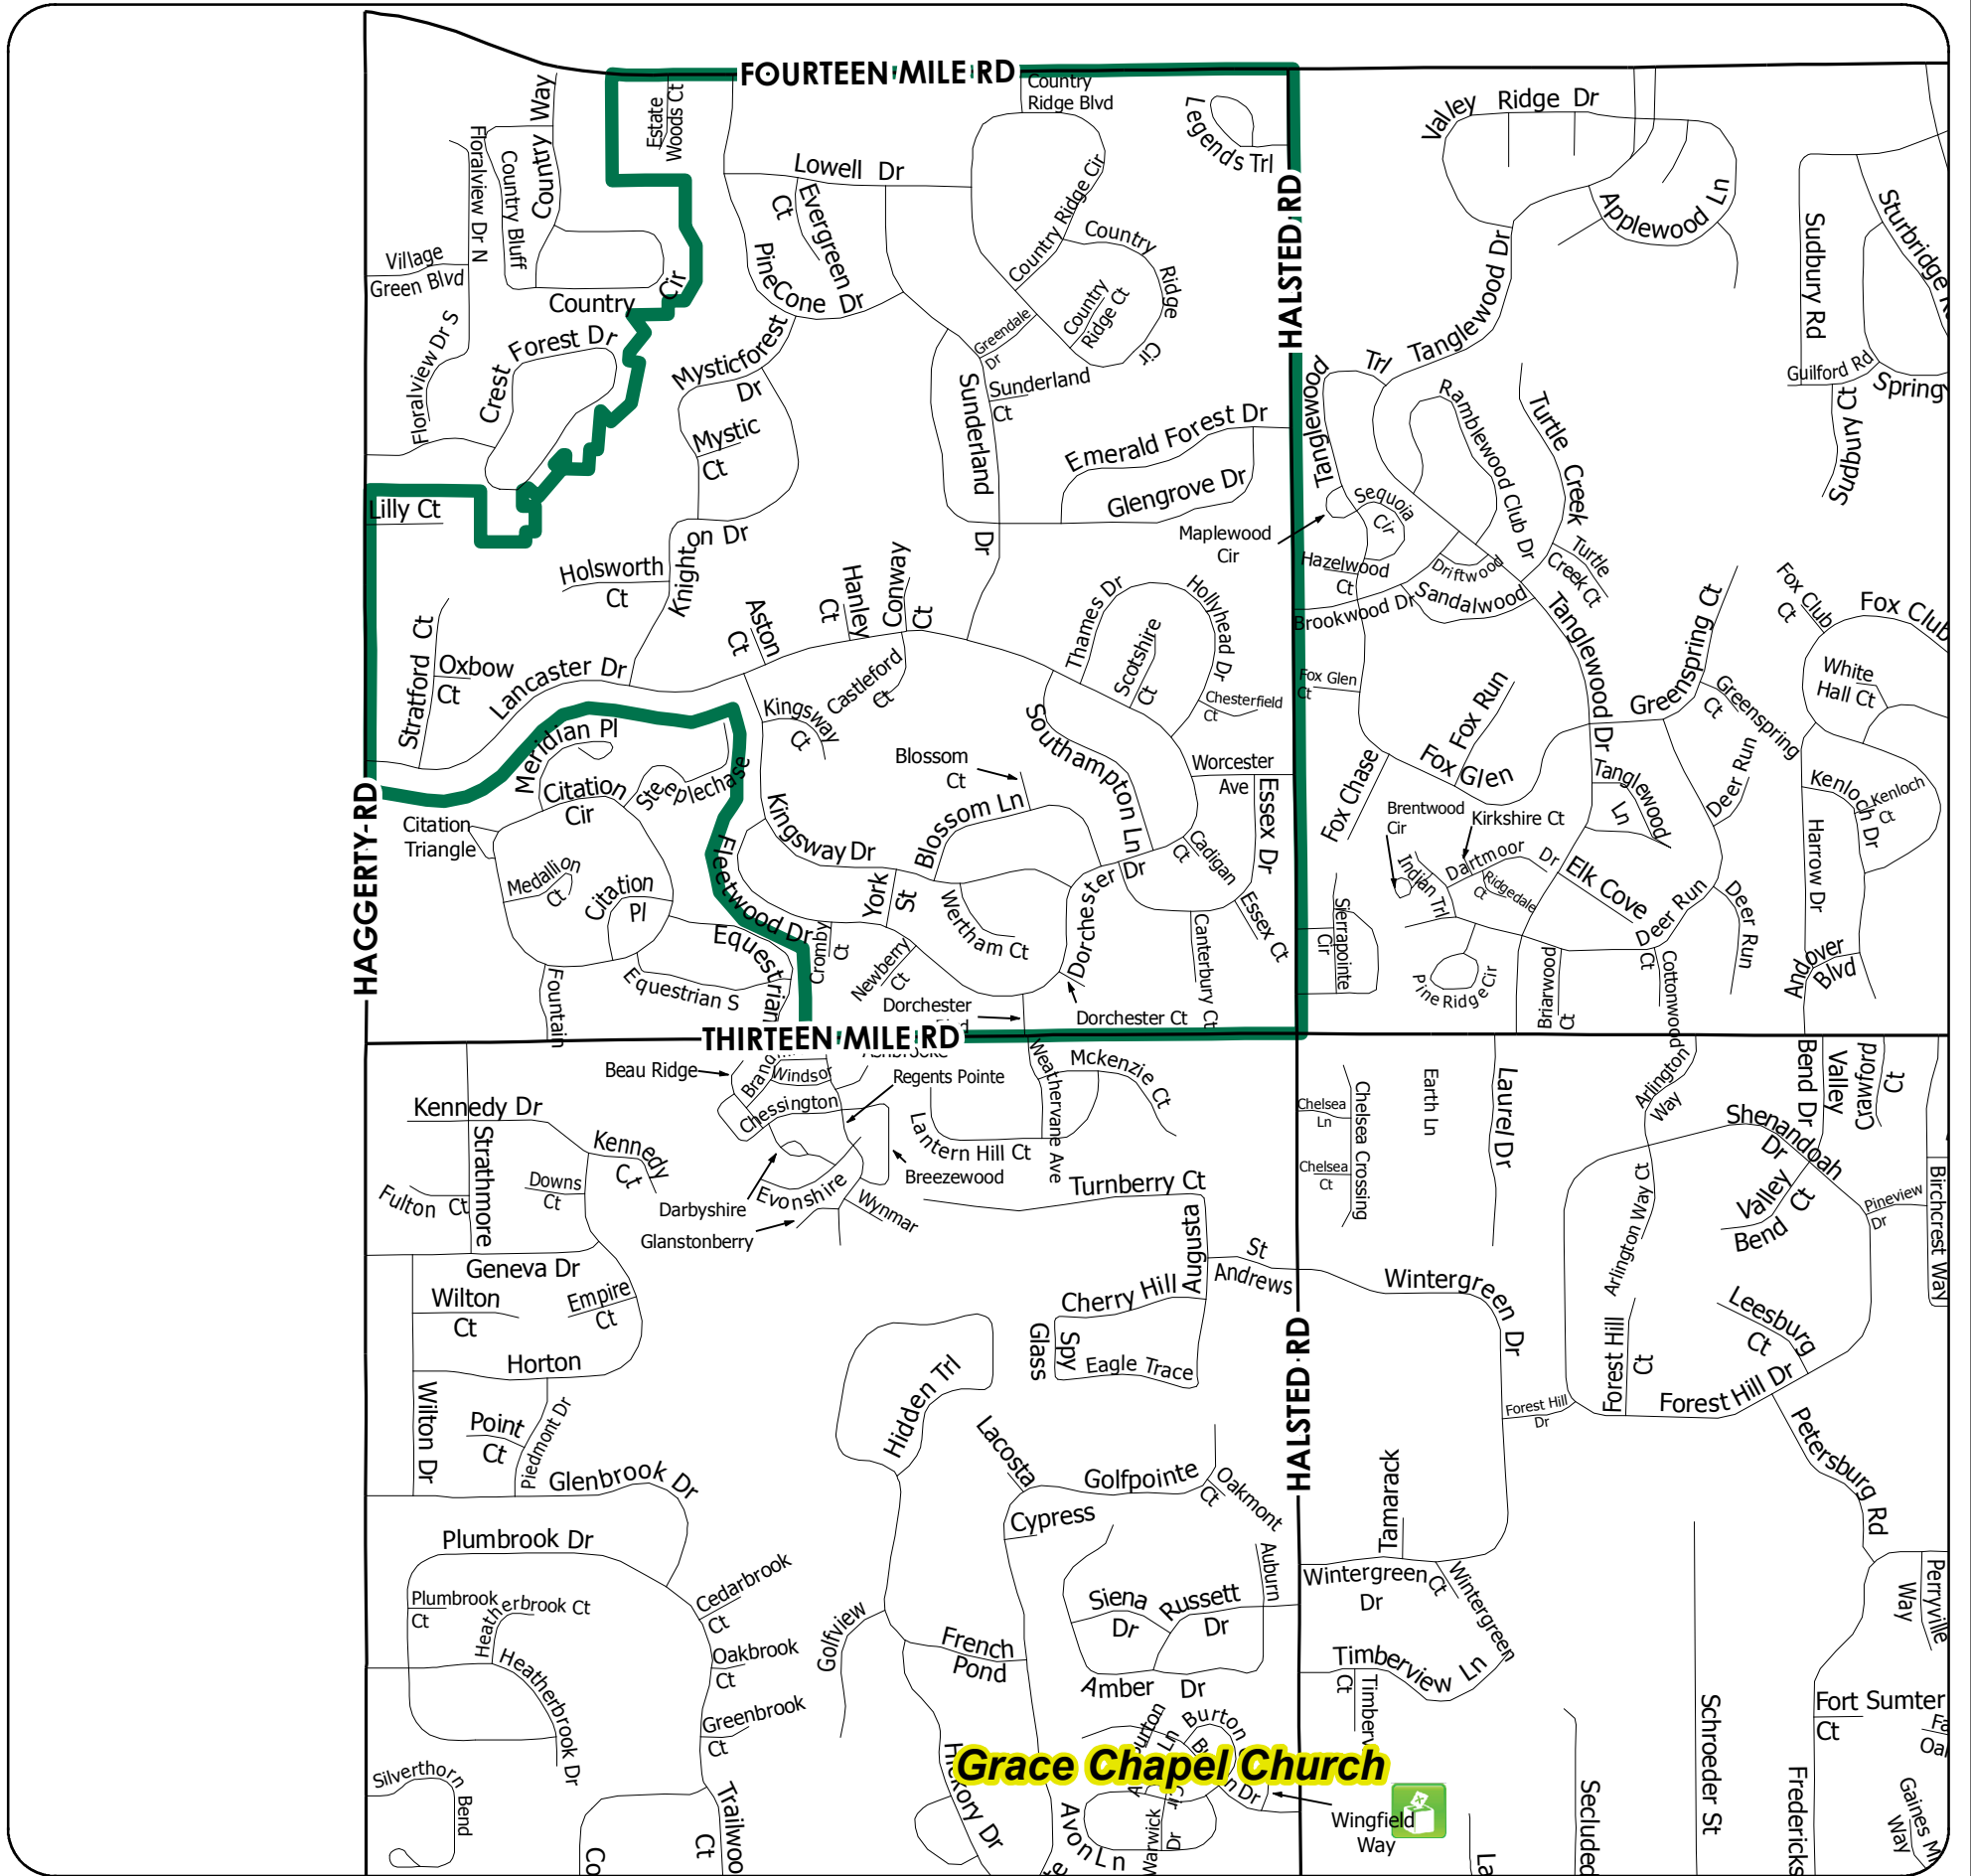 FOURTEEN MILE RD
Country
Ridge Blvd
Estate
Woods Ct
Legends Trl
Valley Ridge Dr
Applewood Ln
Country Way
Country Bluff
Floralview Dr N
Lowell Dr
Evergreen Dr
Ct
PineCone Dr
Country Ridge Cir
Country Ridge Cir
Country
Ridge Ct
HALSTED RD
Tanglewood Dr
Sudbury Rd
Village
Green Blvd
Country Cir
Floralview Dr S
Crest Forest Dr
Mysticforest
Dr
Mystic
Ct
Greendale
Dr
Sunderland
Ct
Sunderland
Dr
Emerald Forest Dr
Glengrove Dr
Tanglewood Trl
Ramblewood Club Dr
Turtle Creek
Guilford Rd
Spring
Sudbury Ct
Lilly Ct
Maplewood
Cir
Sequoia
Cir
Hazelwood
Ct
Driftwood
Sandalwood
Turtle
Creek Ct
Brookwood Dr
Holsworth
Ct
Knighton Dr
Aston
Ct
Hanley
Ct
Conway
Ct
Thames Dr
Hollyhead Dr
Scotshire
Ct
Chesterfield
Ct
Fox Glen
Ct
Fox Run
Tanglewood Dr
Greenspring Ct
Greenspring
Ct
Fox Club
Ct
Fox Club
White
Hall Ct
Stratford Ct
Oxbow
Ct
Lancaster Dr
Castleford
Ct
Kingsway
Ct
Southampton Ln
Worcester
Ave
Essex Dr
Fox Chase
Fox Glen
Deer Run
Kenloch Dr
Kenloch
Ct
HAGGERTY RD
Meridian Pl
Citation
Cir
Steeplechase
Citation
Triangle
Medallion
Ct
Citation
Pl
Fleetwood Dr
Kingsway Dr
Blossom
Ct
Blossom Ln
York
St
Wertham Ct
Dorchester Dr
Cadigan
Ct
Essex Ct
Canterbury Ct
Brentwood
Cir
Kirkshire Ct
Dartmoor Dr
Indian Trl
Ridgedale
Ct
Tanglewood
Ln
Elk Cove
Deer Run
Deer Run
Harrow Dr
Andover
Blvd
Equestrian
Equestrian S
Fountain
Cromby
Ct
Newberry
Ct
Dorchester
Dorchester Ct
Sierrapointe
Cir
Pine Ridge Cir
Briarwood
Ct
Cottonwood
Ct
THIRTEEN MILE RD
Beau Ridge
Windsor
Chessington
Regents Pointe
Weathervane Ave
Mckenzie Ct
Lantern Hill Ct
Breezewood
Darbyshire
Evonshire
Wynmar
Glanstonberry
Kennedy Dr
Strathmore
Kennedy
Ct
Fulton Ct
Downs
Ct
Geneva Dr
Wilton
Ct
Empire
Ct
Horton
Wilton Dr
Point
Ct
Piedmont Dr
Glenbrook Dr
Turnberry Ct
Augusta
St
Andrews
Cherry Hill
Spy
Glass
Eagle Trace
Hidden Trl
Chelsea
Ln
Chelsea
Ct
Chelsea Crossing
Earth Ln
Laurel Dr
Arlington
Way
Arlington Way Ct
Bend Dr
Valley
Crawford
Ct
Shenandoah
Dr
Valley
Bend Ct
Pineview
Dr
Birchcrest Way
Wintergreen Dr
HALSTED RD
Forest Hill
Ct
Leesburg
Ct
Forest Hill
Dr
Forest Hill Dr
Petersburg Rd
Lacosta
Golfpointe
Oakmont
Ct
Cypress
Tamarack
Plumbrook Dr
Plumbrook
Ct
Heatherbrook Ct
Heatherbrook Dr
Cedarbrook
Ct
Oakbrook
Ct
Greenbrook
Ct
Golfview
French
Pond
Siena
Dr
Russett
Dr
Auburn
Amber Dr
Wintergreen
Dr
Wintergreen
Ct
Timberview Ln
Ct
Perryville
Way
Fort Sumter
Ct
Schroeder St
Silverthorn
Bend
Burton
Ln
Grace Chapel Church
Hickory Dr
Avon Ln
Warwick
Dr
Wingfield
Way
Secluded